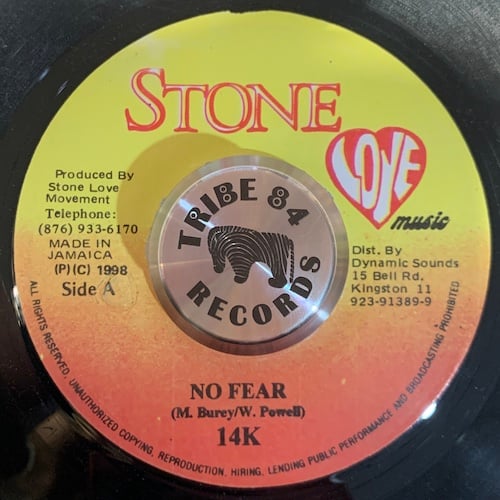 STONE
LOVE
music
Produced By
Stone Love
Movement
Telephone:
(876) 933-6170
MADE IN
JAMAICA
(P)(C) 1998
Side A
TRIBE 84
RECORDS
Dist. By
Dynamic Sounds
15 Bell Rd,
Kingston 11
923-91389-9
NO FEAR
(M. Burey/W. Powell)
14K
ALL RIGHTS RESERVED, UNAUTHORIZED COPYING, REPRODUCTION, HIRING, LENDING PUBLIC PERFORMANCE AND BROADCASTING PROHIBITED